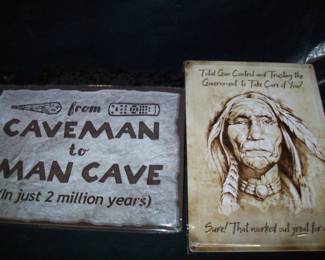 from
CAVEMAN
to
MAN CAVE
(In just 2 million years)
Total Gun Control and Trusting the
Government to Take Care of You?
Sure! That worked out great for